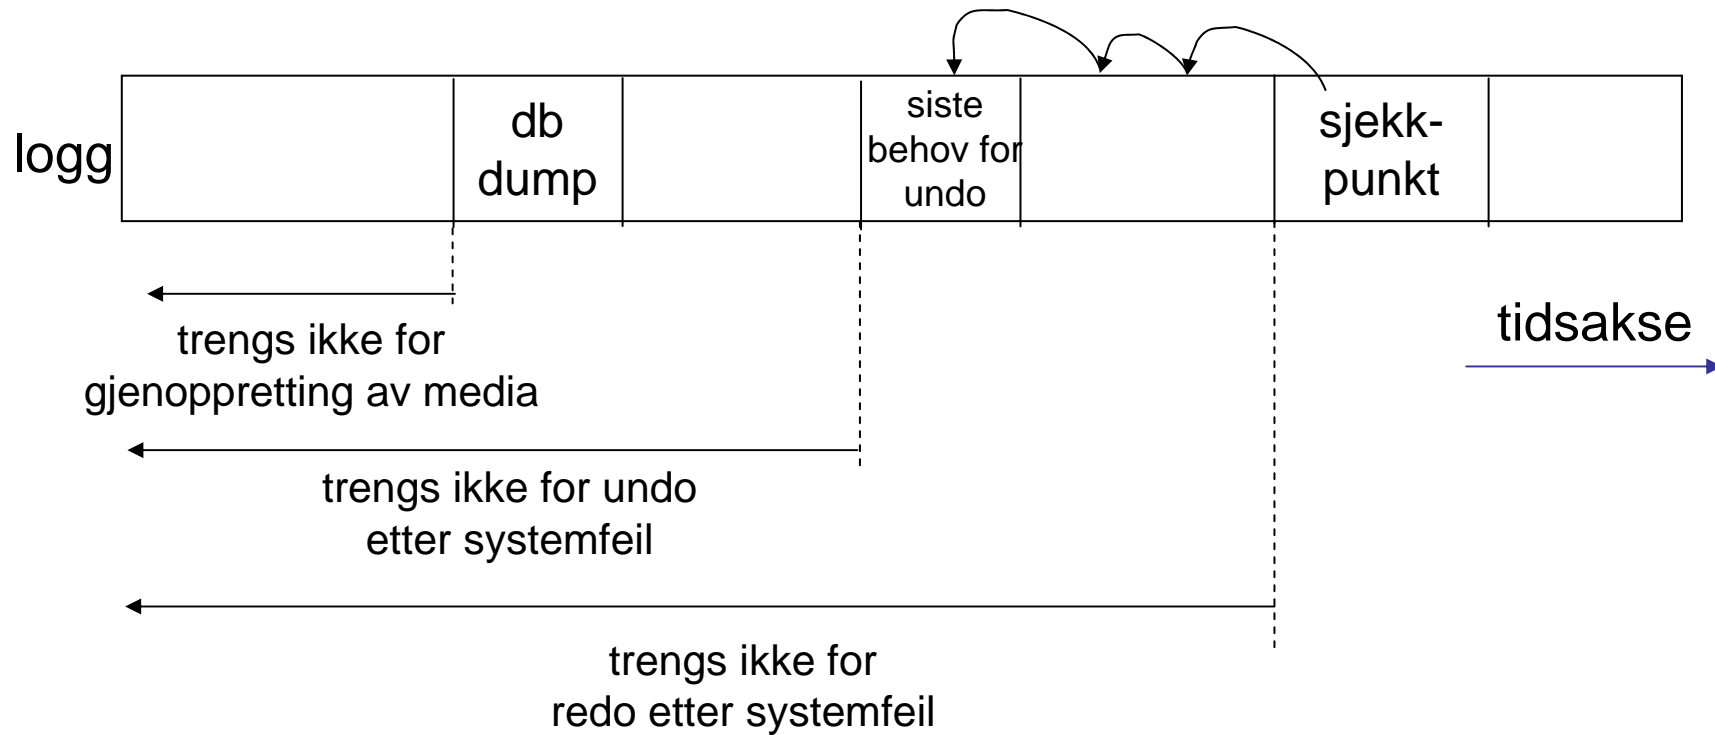 logg
db
dump
siste
behov for
undo
sjekk-
punkt
tidsakse
trengs ikke for
gjenoppretting av media
trengs ikke for undo
etter systemfeil
trengs ikke for
redo etter systemfeil